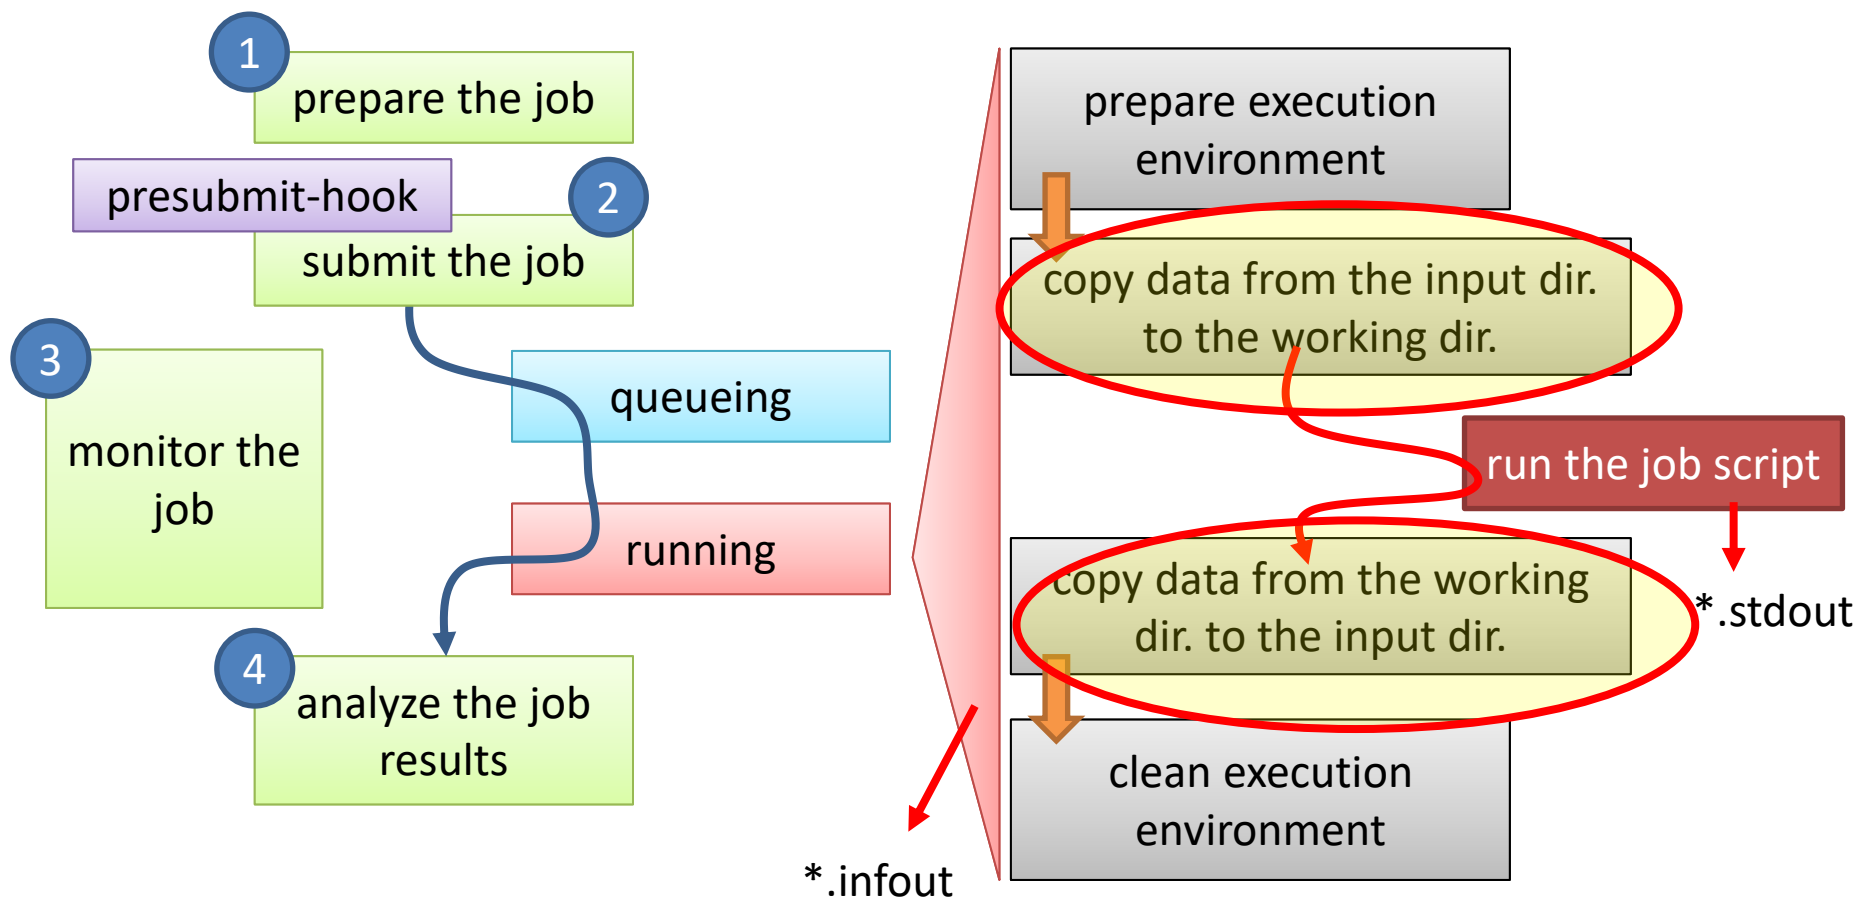 1
prepare the job
presubmit-hook
2
submit the job
3
monitor the
job
queueing
running
4
analyze the job
results
prepare execution
environment
copy data from the input dir.
to the working dir.
run the job script
*.stdout
copy data from the working
dir. to the input dir.
clean execution
environment
*.infout